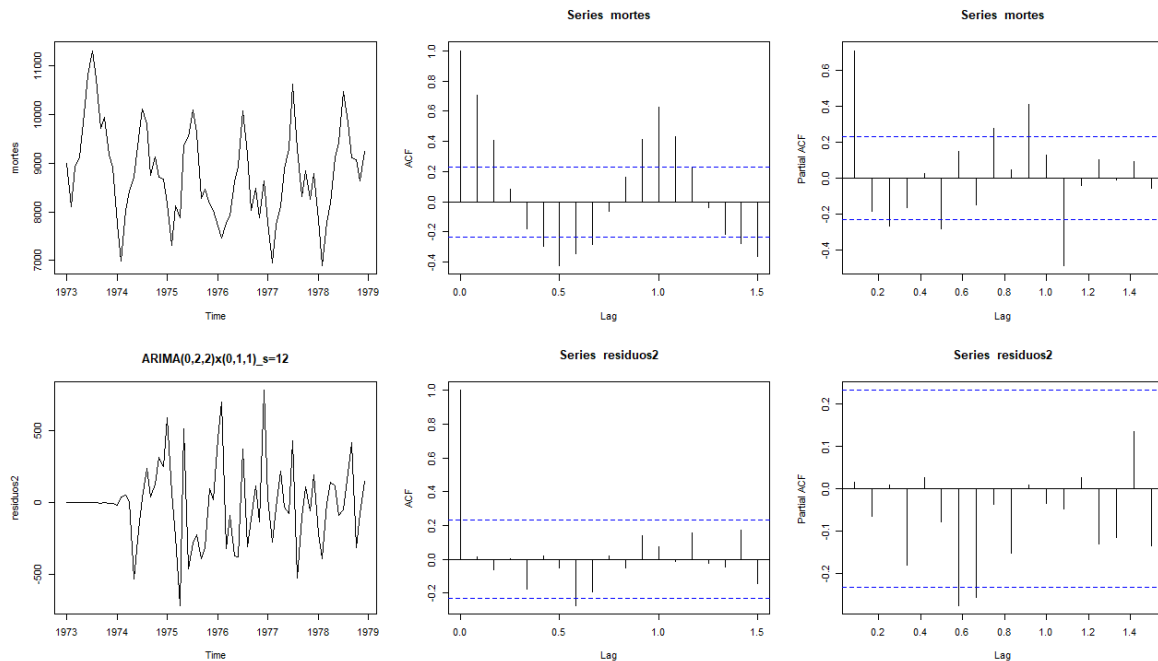 Series mortes
Series mortes
mortes
7000 8000 9000 10000 11000
1973 1974 1975 1976 1977 1978 1979
Time
ACF
-0.4 -0.2 0.0 0.2 0.4 0.6 0.8 1.0
0.0 0.5 1.0 1.5
Lag
Partial ACF
-0.4 -0.2 0.0 0.2 0.4 0.6
0.2 0.4 0.6 0.8 1.0 1.2 1.4
Lag
ARIMA(0,2,2)x(0,1,1)_s=12
Series residuos2
Series residuos2
residuos2
-500 0 500
1973 1974 1975 1976 1977 1978 1979
Time
ACF
-0.2 0.0 0.2 0.4 0.6 0.8 1.0
0.0 0.5 1.0 1.5
Lag
Partial ACF
-0.2 -0.1 0.0 0.1 0.2
0.2 0.4 0.6 0.8 1.0 1.2 1.4
Lag